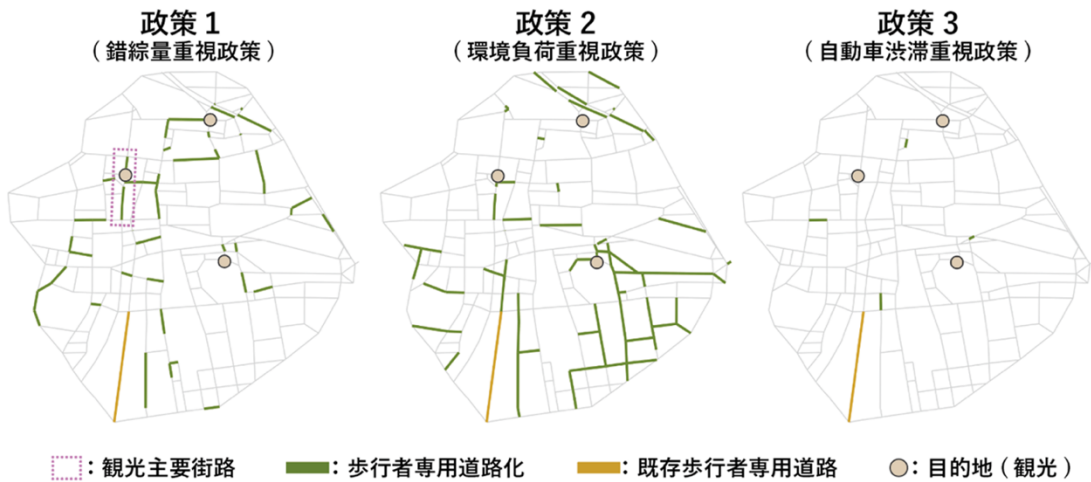 政策 1
（ 錯綜量重視政策 ）
政策 2
（ 環境負荷重視政策 ）
政策 3
（ 自動車渋滞重視政策 ）
：観光主要街路
：歩行者専用道路化
：既存歩行者専用道路
：目的地（ 観光 ）